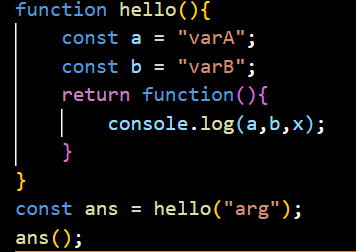 function hello(){
    const a = "varA";
    const b = "varB";
    return function(){
        console.log(a,b,x);
    }
}
const ans = hello("arg");
ans();